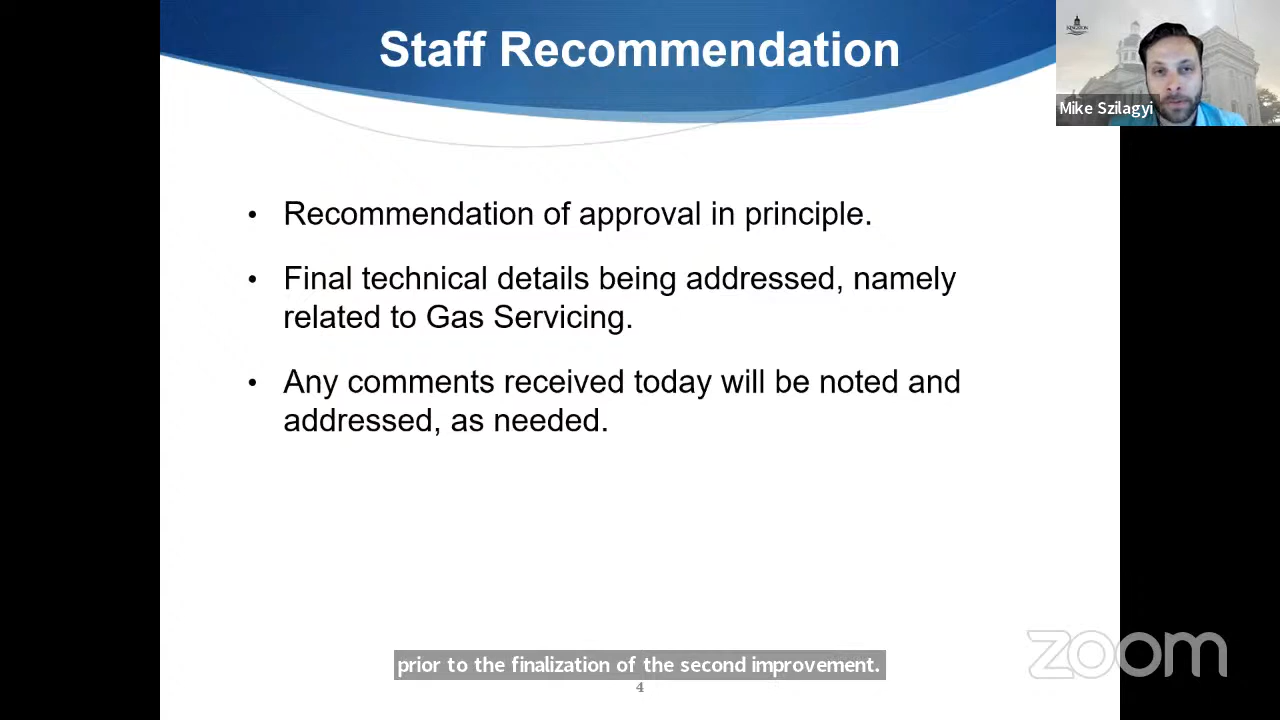 Staff Recommendation
KINGSTON
Mike Szilagyi
• Recommendation of approval in principle.
• Final technical details being addressed, namely
related to Gas Servicing.
• Any comments received today will be noted and
addressed, as needed.
prior to the finalization of the second improvement.
zoom
4